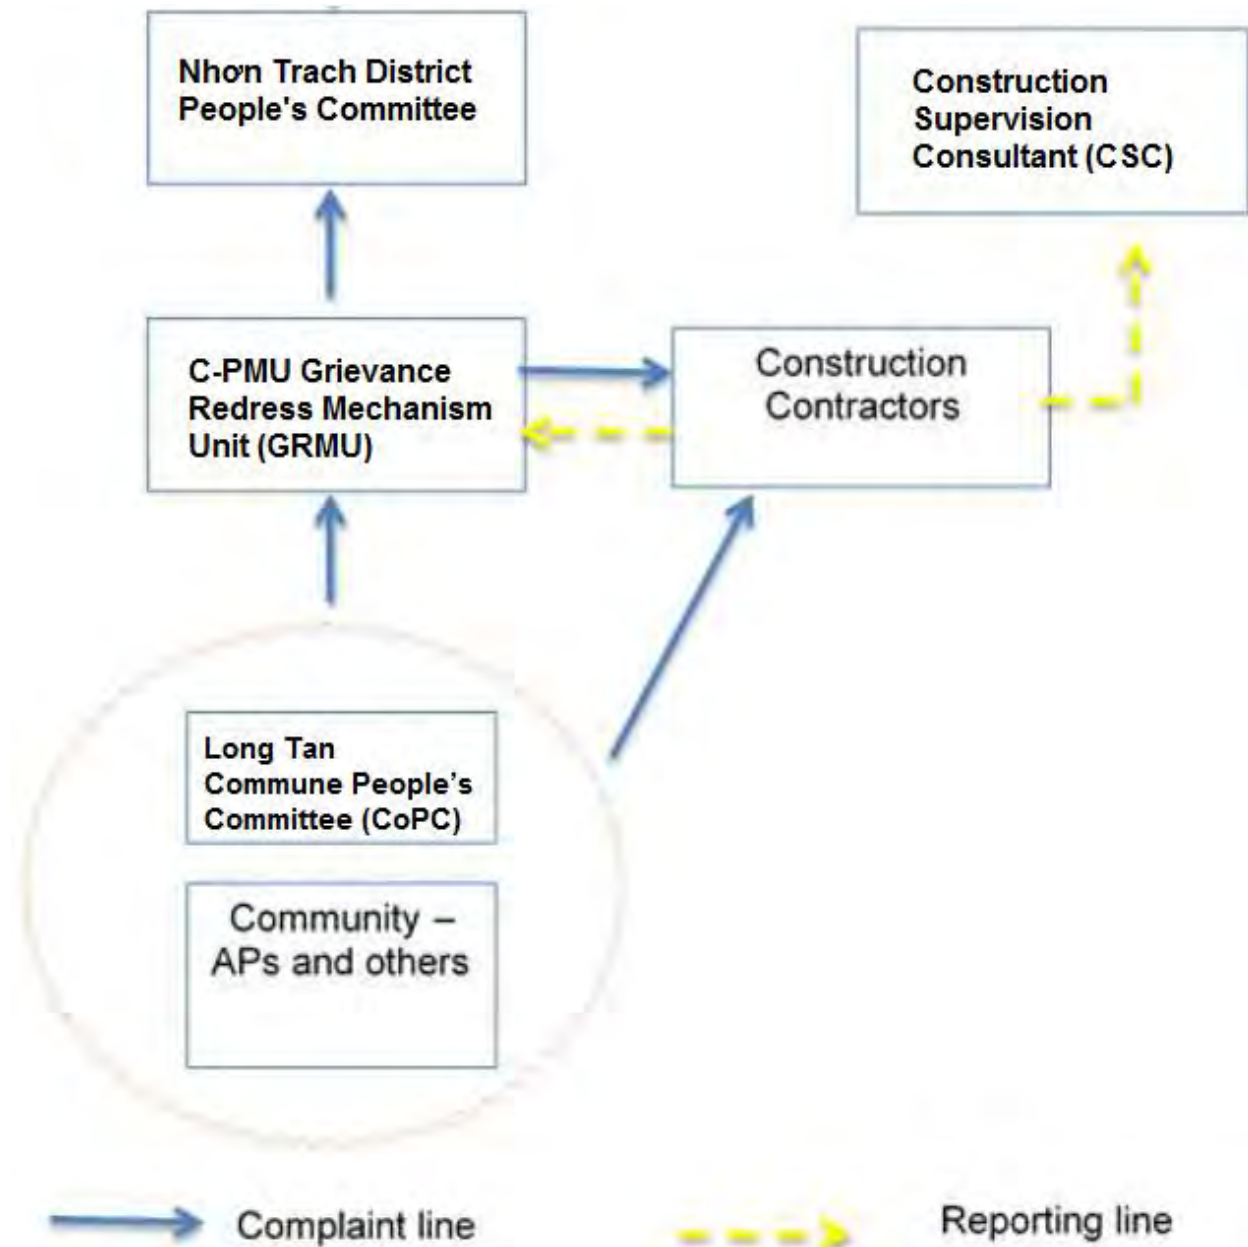 Nhơn Trach District
People's Committee
Construction
Supervision
Consultant (CSC)
C-PMU Grievance
Redress Mechanism
Unit (GRMU)
Construction
Contractors
Long Tan
Commune People’s
Committee (CoPC)
Community –
APs and others
Complaint line
Reporting line